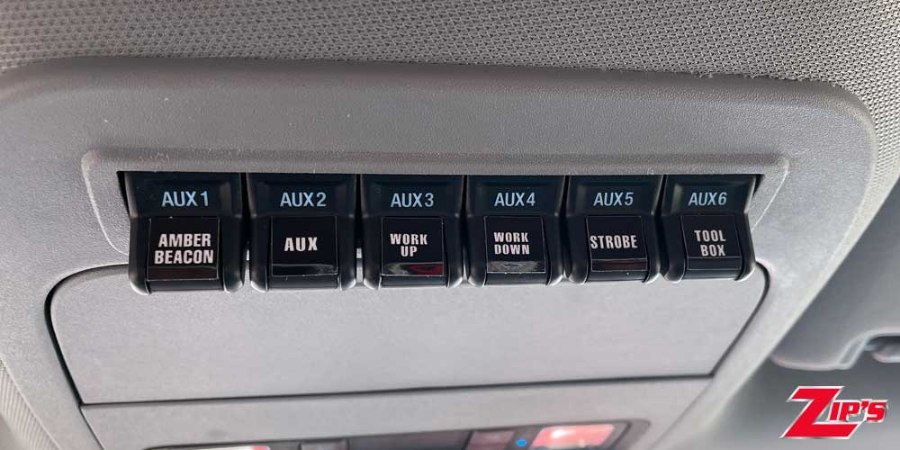 AUX1 AUX2 AUX3 AUX4 AUX5 AUX6
AMBER
BEACON
AUX
WORK
UP
WORK
DOWN
STROBE
TOOL
BOX
ZIP'S